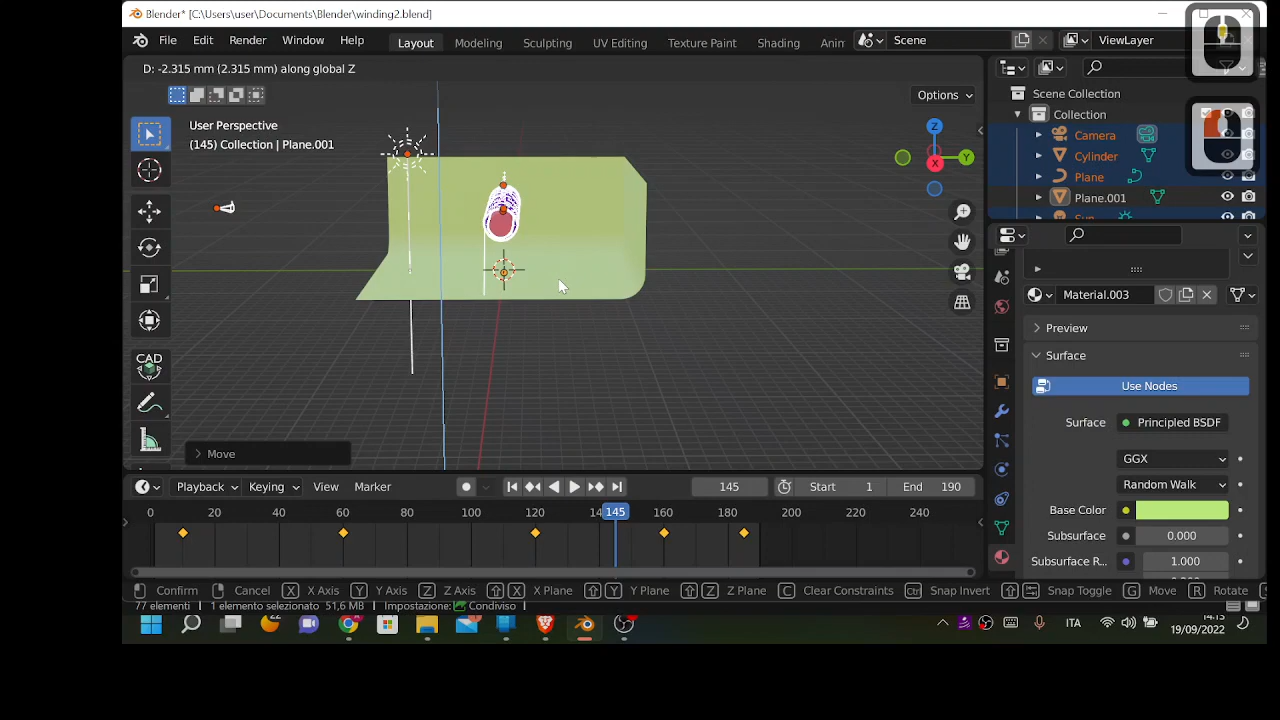 Blender* [C:\Users\user\Documents\Blender\winding2.blend]
File Edit Render Window Help Layout Modeling Sculpting UV Editing Texture Paint Shading Anim Scene ViewLayer
D: -2.315 mm (2.315 mm) along global Z
Options
User Perspective
(145) Collection | Plane.001
Z
Y
X
Scene Collection
Collection
Camera
Cylinder
Plane
Plane.001
Sun
CAD
Move
Material.003
Preview
Surface
Use Nodes
Surface Principled BSDF
GGX
Random Walk
Base Color
Subsurface 0.000
Subsurface R... 1.000
Playback Keying View Marker 145 Start 1 End 190
0 20 40 60 80 100 120 14 145 160 180 200 220 240
Confirm Cancel X X Axis Y Y Axis Z Z Axis X X Plane Y Y Plane Z Z Plane C Clear Constraints Ctrl Snap Invert Snap Toggle G Move R Rotate
77 elementi 1 elemento selezionato 51,6 MB Impostazione: Condiviso
22
ITA
14:15
19/09/2022